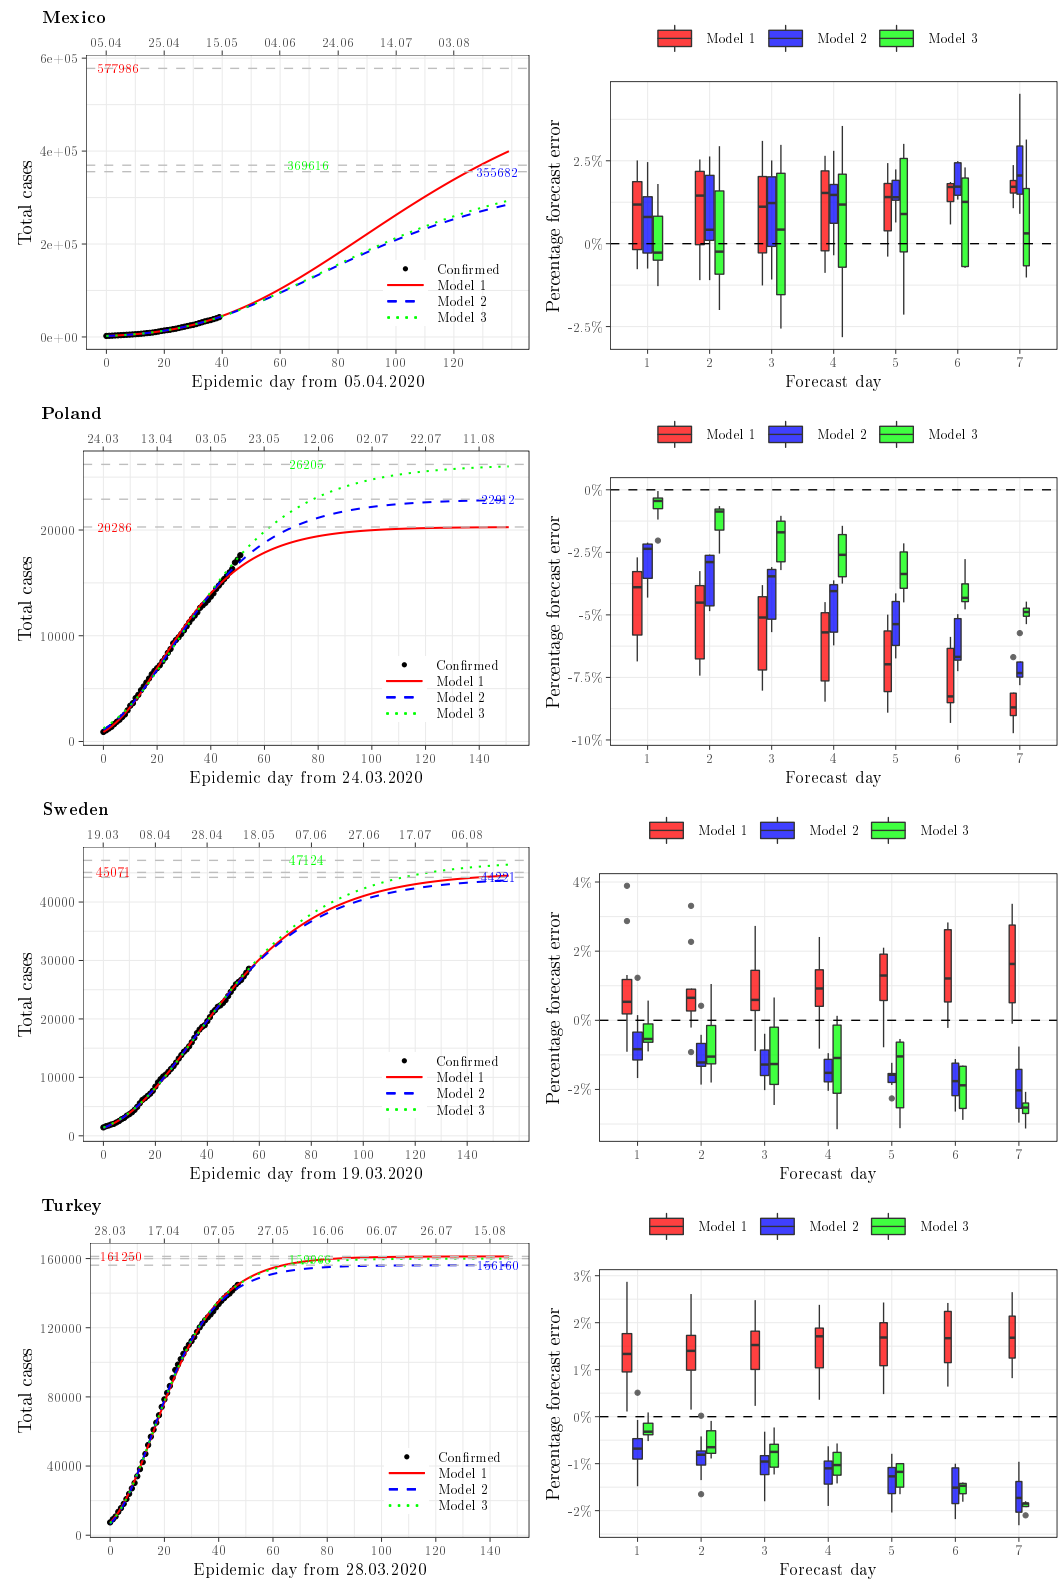 Mexico
05.04 25.04 15.05 04.06 24.06 14.07 03.08
Model 1 Model 2 Model 3
6e+05
4e+05
2e+05
0e+00
Total cases
577986
369616
355682
Confirmed
Model 1
Model 2
Model 3
0 20 40 60 80 100 120
Epidemic day from 05.04.2020
Percentage forecast error
2.5%
0%
-2.5%
1 2 3 4 5 6 7
Forecast day
Poland
24.03 13.04 03.05 23.05 12.06 02.07 22.07 11.08
Model 1 Model 2 Model 3
20000
10000
0
Total cases
26205
22912
20286
Confirmed
Model 1
Model 2
Model 3
0 20 40 60 80 100 120 140
Epidemic day from 24.03.2020
Percentage forecast error
0%
-2.5%
-5%
-7.5%
-10%
1 2 3 4 5 6 7
Forecast day
Sweden
19.03 08.04 28.04 18.05 07.06 27.06 17.07 06.08
Model 1 Model 2 Model 3
40000
30000
20000
10000
0
Total cases
47124
45071
44221
Confirmed
Model 1
Model 2
Model 3
0 20 40 60 80 100 120 140
Epidemic day from 19.03.2020
Percentage forecast error
4%
2%
0%
-2%
1 2 3 4 5 6 7
Forecast day
Turkey
28.03 17.04 07.05 27.05 16.06 06.07 26.07 15.08
Model 1 Model 2 Model 3
160000
120000
80000
40000
0
Total cases
161250
156160
Confirmed
Model 1
Model 2
Model 3
0 20 40 60 80 100 120 140
Epidemic day from 28.03.2020
Percentage forecast error
3%
2%
1%
0%
-1%
-2%
1 2 3 4 5 6 7
Forecast day